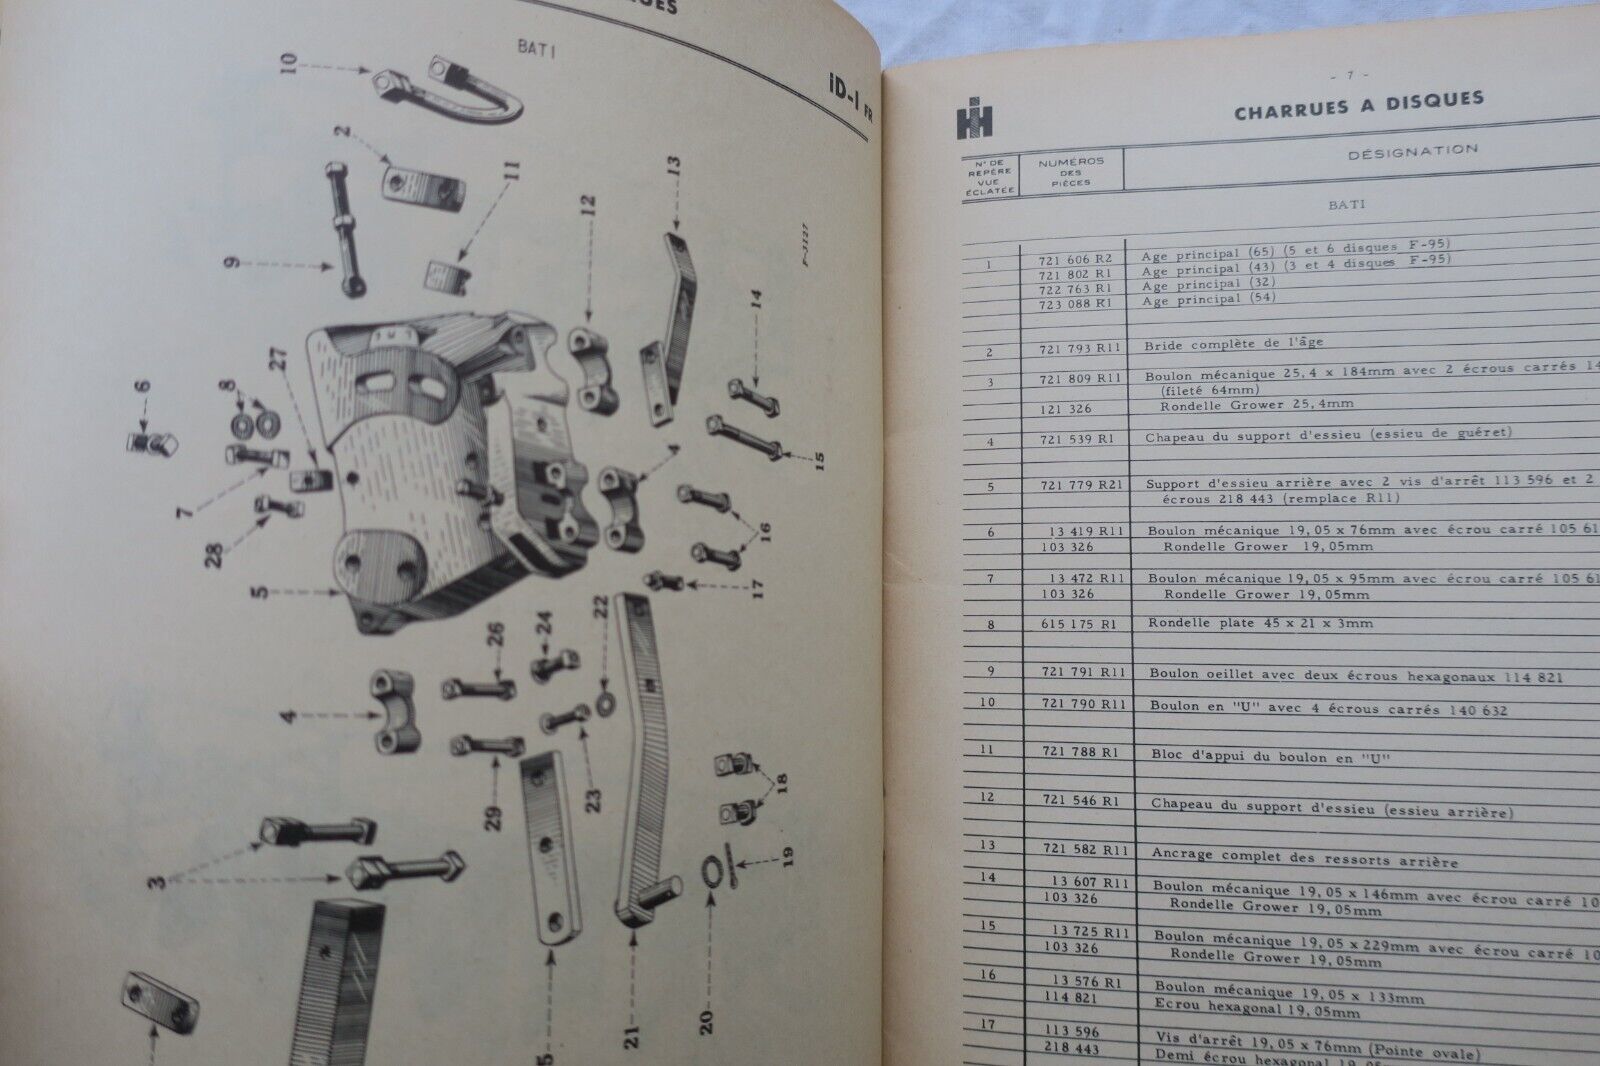 BATI
iD-1 FR
10
2
11
13
12
9
F-3127
14
6
8
27
7
4
15
28
16
5
17
22
24
26
4
18
23
29
19
3
20
21
- 7 -
CHARRUES A DISQUES
N° DE REPÈRE VUE ÉCLATÉE
NUMÉROS DES PIÈCES
DÉSIGNATION
BATI
1 721 606 R2 Age principal (65) (5 et 6 disques F-95)
721 802 R1 Age principal (43) (3 et 4 disques F-95)
722 763 R1 Age principal (32)
723 088 R1 Age principal (54)
2 721 793 R11 Bride complète de l'âge
3 721 809 R11 Boulon mécanique 25,4 x 184mm avec 2 écrous carrés 14
(fileté 64mm)
121 326 Rondelle Grower 25,4mm
4 721 539 R1 Chapeau du support d'essieu (essieu de guéret)
5 721 779 R21 Support d'essieu arrière avec 2 vis d'arrêt 113 596 et 2
écrous 218 443 (remplace R11)
6 13 419 R11 Boulon mécanique 19,05 x 76mm avec écrou carré 105 61
103 326 Rondelle Grower 19,05mm
7 13 472 R11 Boulon mécanique 19,05 x 95mm avec écrou carré 105 61
103 326 Rondelle Grower 19,05mm
8 615 175 R1 Rondelle plate 45 x 21 x 3mm
9 721 791 R11 Boulon oeillet avec deux écrous hexagonaux 114 821
10 721 790 R11 Boulon en "U" avec 4 écrous carrés 140 632
11 721 788 R1 Bloc d'appui du boulon en "U"
12 721 546 R1 Chapeau du support d'essieu (essieu arrière)
13 721 582 R11 Ancrage complet des ressorts arrière
14 13 607 R11 Boulon mécanique 19,05 x 146mm avec écrou carré 10
103 326 Rondelle Grower 19,05mm
15 13 725 R11 Boulon mécanique 19,05 x 229mm avec écrou carré 10
103 326 Rondelle Grower 19,05mm
16 13 576 R1 Boulon mécanique 19,05 x 133mm
114 821 Ecrou hexagonal 19,05mm
17 113 596 Vis d'arrêt 19,05 x 76mm (Pointe ovale)
218 443 Demi écrou hexagonal